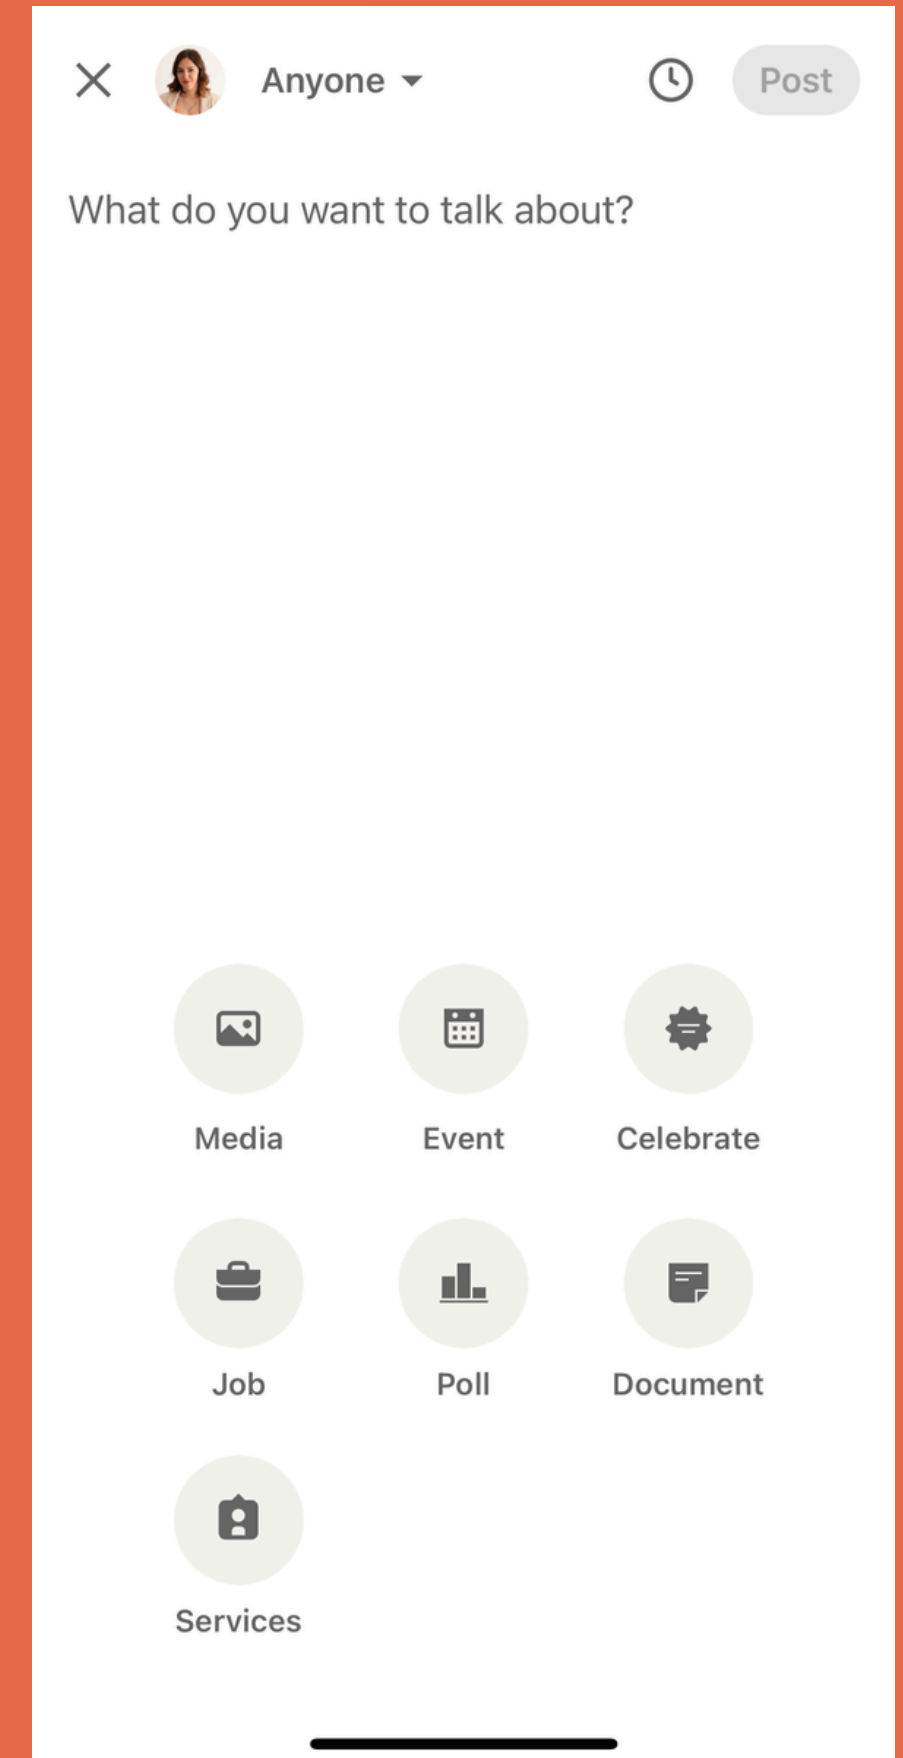 Anyone
Post
What do you want to talk about?
Media
Event
Celebrate
Job
Poll
Document
Services